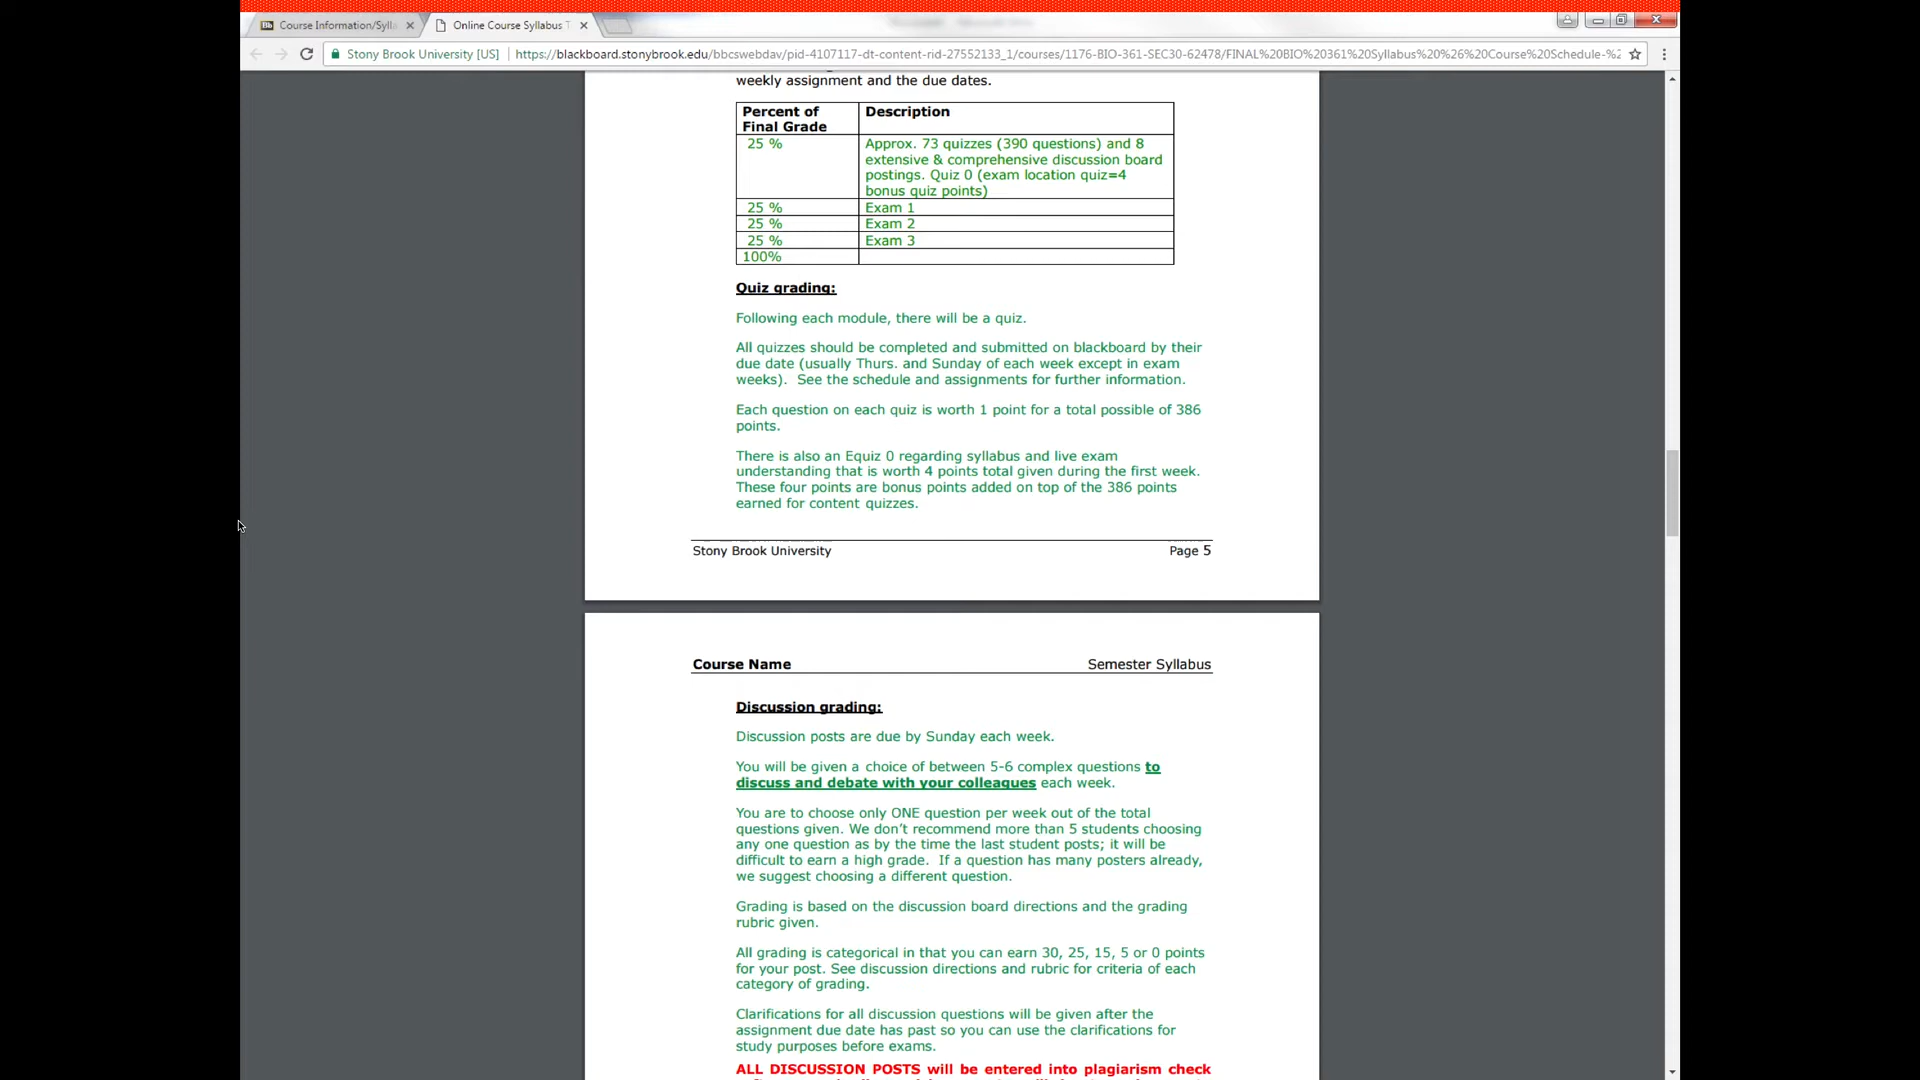 Course Information/Sylla
Online Course Syllabus T
Stony Brook University [US]
https://blackboard.stonybrook.edu/bbcswebdav/pid-4107117-dt-content-rid-27552133_1/courses/1176-BIO-361-SEC30-62478/FINAL%20BIO%20361%20Syllabus%20%26%20Course%20Schedule-%2
weekly assignment and the due dates.
Percent of Final Grade
Description
25 %
Approx. 73 quizzes (390 questions) and 8
extensive & comprehensive discussion board
postings. Quiz 0 (exam location quiz=4
bonus quiz points)
25 % Exam 1
25 % Exam 2
25 % Exam 3
100%
Quiz grading:
Following each module, there will be a quiz.
All quizzes should be completed and submitted on blackboard by their
due date (usually Thurs. and Sunday of each week except in exam
weeks).  See the schedule and assignments for further information.
Each question on each quiz is worth 1 point for a total possible of 386
points.
There is also an Equiz 0 regarding syllabus and live exam
understanding that is worth 4 points total given during the first week.
These four points are bonus points added on top of the 386 points
earned for content quizzes.
Stony Brook University Page 5
Course Name Semester Syllabus
Discussion grading:
Discussion posts are due by Sunday each week.
You will be given a choice of between 5-6 complex questions to
discuss and debate with your colleagues each week.
You are to choose only ONE question per week out of the total
questions given. We don't recommend more than 5 students choosing
any one question as by the time the last student posts; it will be
difficult to earn a high grade.  If a question has many posters already,
we suggest choosing a different question.
Grading is based on the discussion board directions and the grading
rubric given.
All grading is categorical in that you can earn 30, 25, 15, 5 or 0 points
for your post. See discussion directions and rubric for criteria of each
category of grading.
Clarifications for all discussion questions will be given after the
assignment due date has past so you can use the clarifications for
study purposes before exams.
ALL DISCUSSION POSTS will be entered into plagiarism check